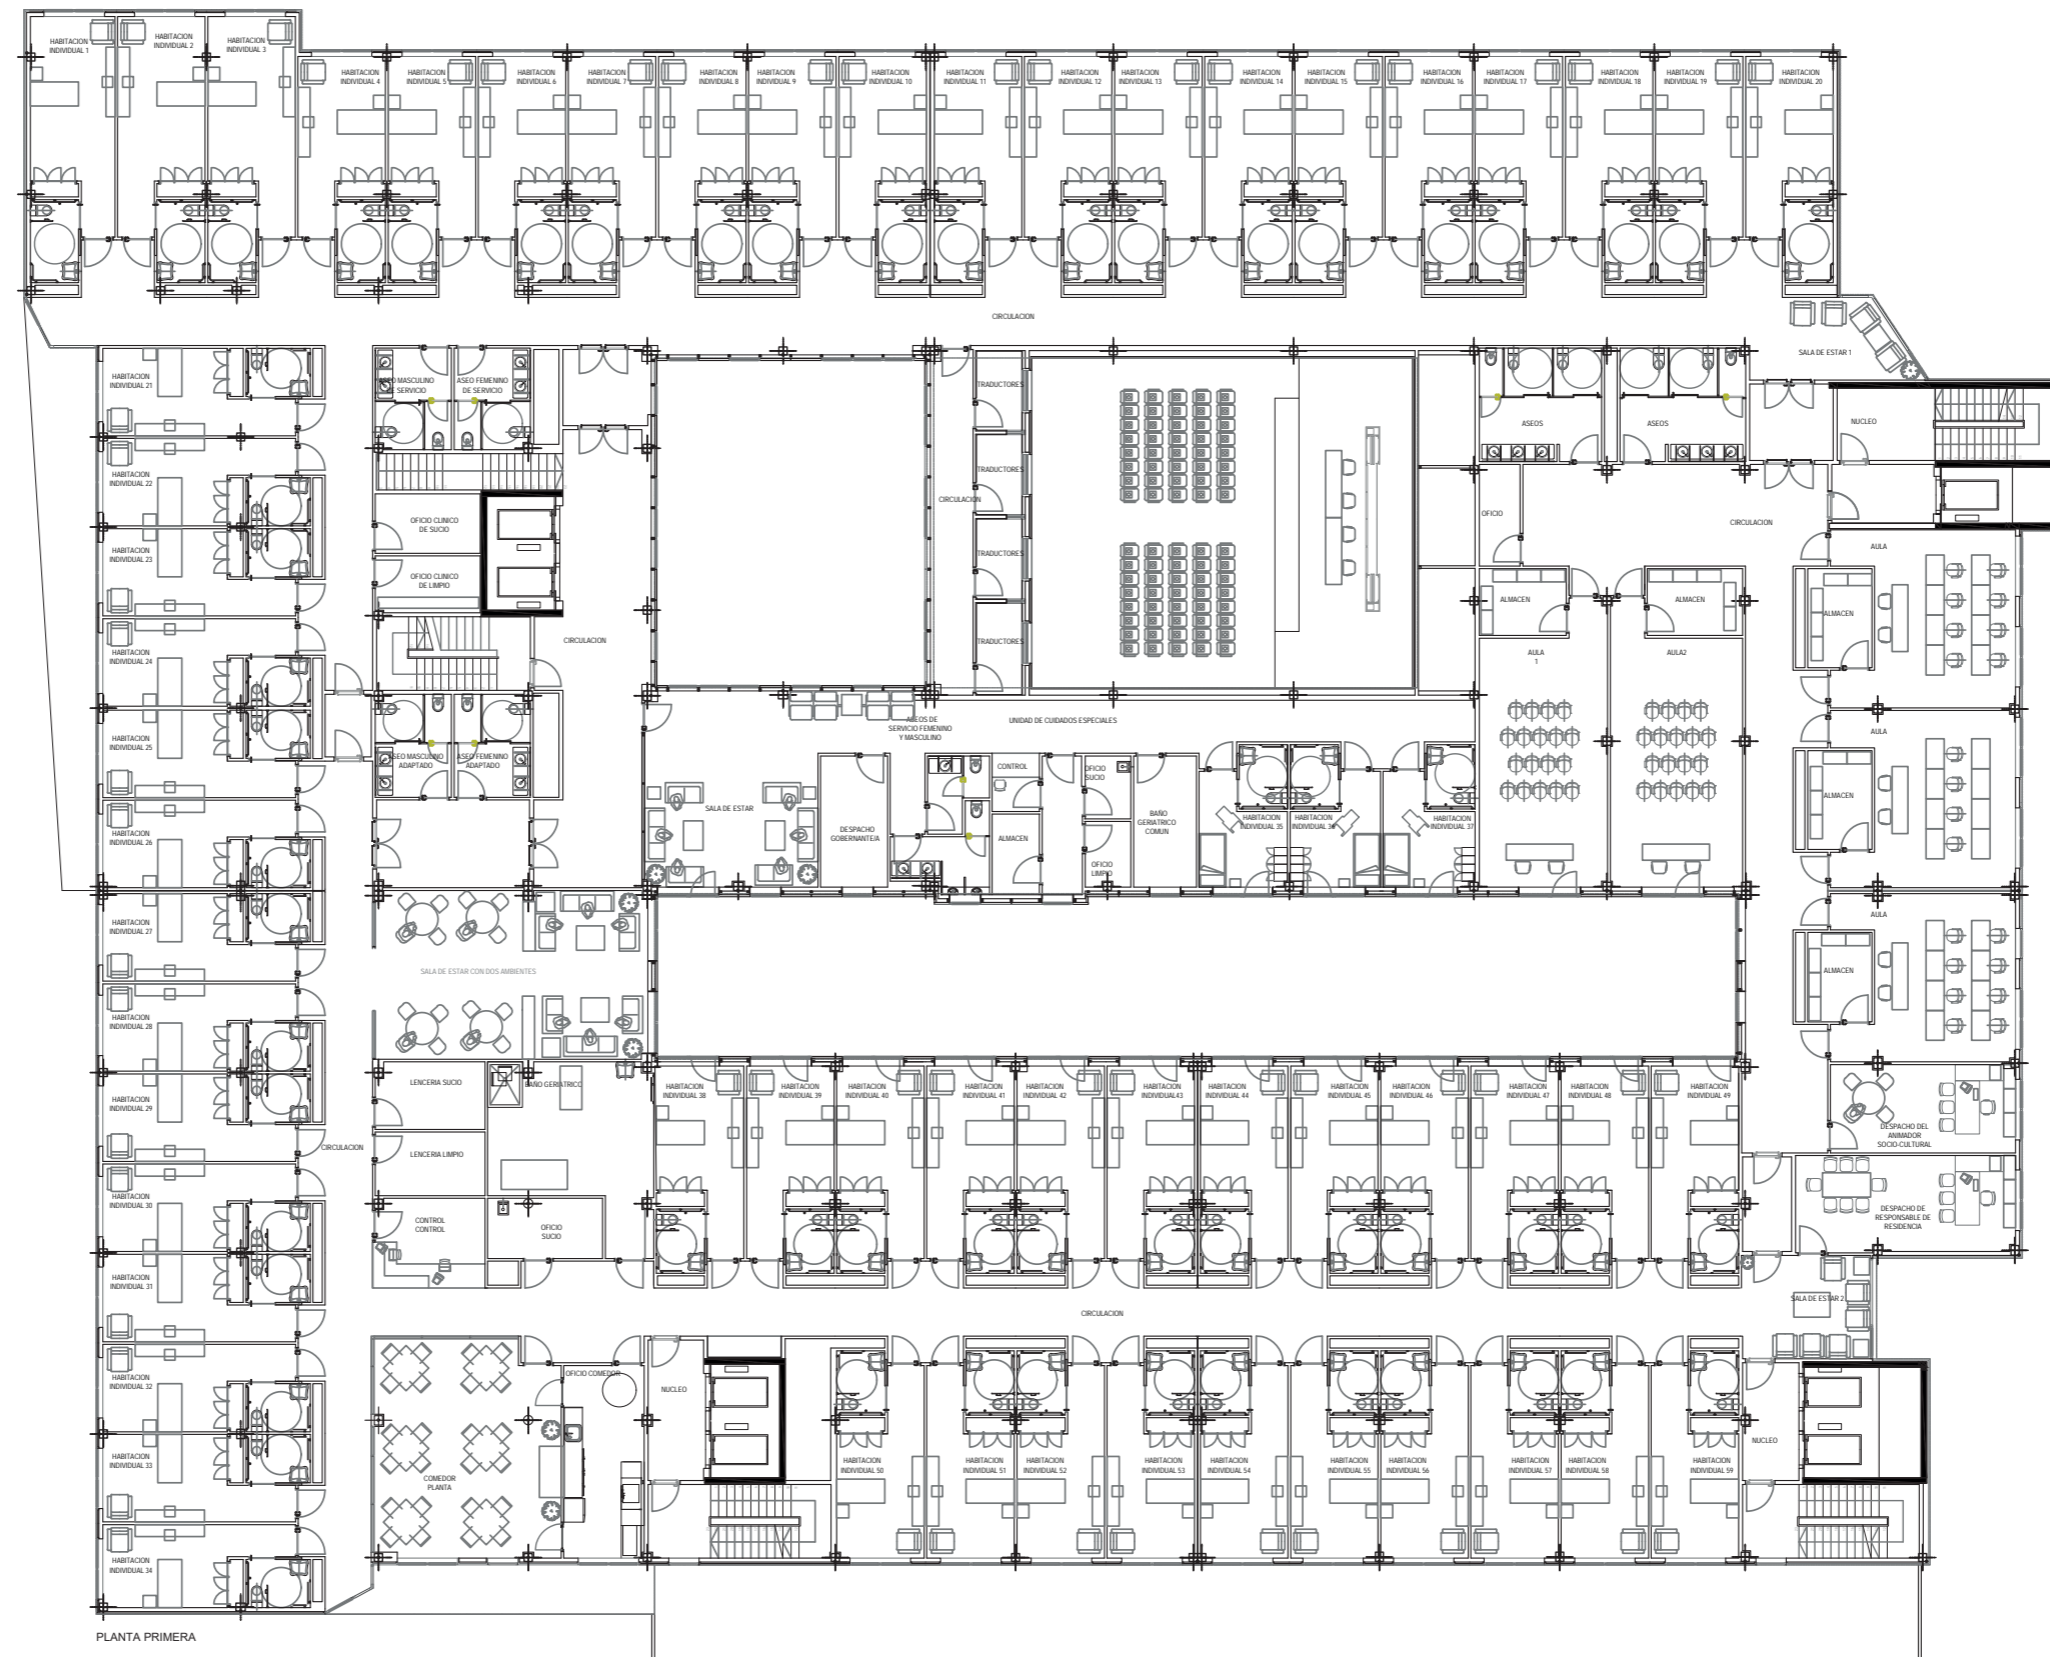 HABITACION
INDIVIDUAL 1
HABITACION
INDIVIDUAL 2
HABITACION
INDIVIDUAL 3
HABITACION
INDIVIDUAL 4
HABITACION
INDIVIDUAL 5
HABITACION
INDIVIDUAL 6
HABITACION
INDIVIDUAL 7
HABITACION
INDIVIDUAL 8
HABITACION
INDIVIDUAL 9
HABITACION
INDIVIDUAL 10
HABITACION
INDIVIDUAL 11
HABITACION
INDIVIDUAL 12
HABITACION
INDIVIDUAL 13
HABITACION
INDIVIDUAL 14
HABITACION
INDIVIDUAL 15
HABITACION
INDIVIDUAL 16
HABITACION
INDIVIDUAL 17
HABITACION
INDIVIDUAL 18
HABITACION
INDIVIDUAL 19
HABITACION
INDIVIDUAL 20
CIRCULACION
SALA DE ESTAR 1
HABITACION
INDIVIDUAL 21
ASEO MASCULINO
DE SERVICIO
ASEO FEMENINO
DE SERVICIO
TRADUCTORES
ASEOS
ASEOS
NUCLEO
HABITACION
INDIVIDUAL 22
TRADUCTORES
CIRCULACION
OFICIO
CIRCULACION
OFICIO CLINICO
DE SUCIO
HABITACION
INDIVIDUAL 23
TRADUCTORES
AULA
OFICIO CLINICO
DE LIMPIO
ALMACEN
ALMACEN
ALMACEN
HABITACION
INDIVIDUAL 24
CIRCULACION
TRADUCTORES
AULA
1
AULA2
HABITACION
INDIVIDUAL 25
ASEOS DE
SERVICIO FEMENINO
Y MASCULINO
UNIDAD DE CUIDADOS ESPECIALES
AULA
ASEO MASCULINO
ADAPTADO
ASEO FEMENINO
ADAPTADO
CONTROL
OFICIO
SUCIO
ALMACEN
SALA DE ESTAR
DESPACHO
GOBERNANTE/A
ALMACEN
BAÑO
GERIATRICO
COMUN
HABITACION
INDIVIDUAL 35
HABITACION
INDIVIDUAL 36
HABITACION
INDIVIDUAL 37
HABITACION
INDIVIDUAL 26
OFICIO
LIMPIO
HABITACION
INDIVIDUAL 27
AULA
SALA DE ESTAR CON DOS AMBIENTES
ALMACEN
HABITACION
INDIVIDUAL 28
LENCERIA SUCIO
BAÑO GERIATRICO
HABITACION
INDIVIDUAL 38
HABITACION
INDIVIDUAL 39
HABITACION
INDIVIDUAL 40
HABITACION
INDIVIDUAL 41
HABITACION
INDIVIDUAL 42
HABITACION
INDIVIDUAL43
HABITACION
INDIVIDUAL 44
HABITACION
INDIVIDUAL 45
HABITACION
INDIVIDUAL 46
HABITACION
INDIVIDUAL 47
HABITACION
INDIVIDUAL 48
HABITACION
INDIVIDUAL 49
HABITACION
INDIVIDUAL 29
DESPACHO DEL
ANIMADOR
SOCIO-CULTURAL
CIRCULACION
LENCERIA LIMPIO
HABITACION
INDIVIDUAL 30
CONTROL
CONTROL
OFICIO
SUCIO
DESPACHO DE
RESPONSABLE DE
RESIDENCIA
HABITACION
INDIVIDUAL 31
SALA DE ESTAR 2
CIRCULACION
HABITACION
INDIVIDUAL 32
OFICIO COMEDOR
NUCLEO
NUCLEO
HABITACION
INDIVIDUAL 33
COMEDOR
PLANTA
HABITACION
INDIVIDUAL 50
HABITACION
INDIVIDUAL 51
HABITACION
INDIVIDUAL 52
HABITACION
INDIVIDUAL 53
HABITACION
INDIVIDUAL 54
HABITACION
INDIVIDUAL 55
HABITACION
INDIVIDUAL 56
HABITACION
INDIVIDUAL 57
HABITACION
INDIVIDUAL 58
HABITACION
INDIVIDUAL 59
HABITACION
INDIVIDUAL 34
PLANTA PRIMERA